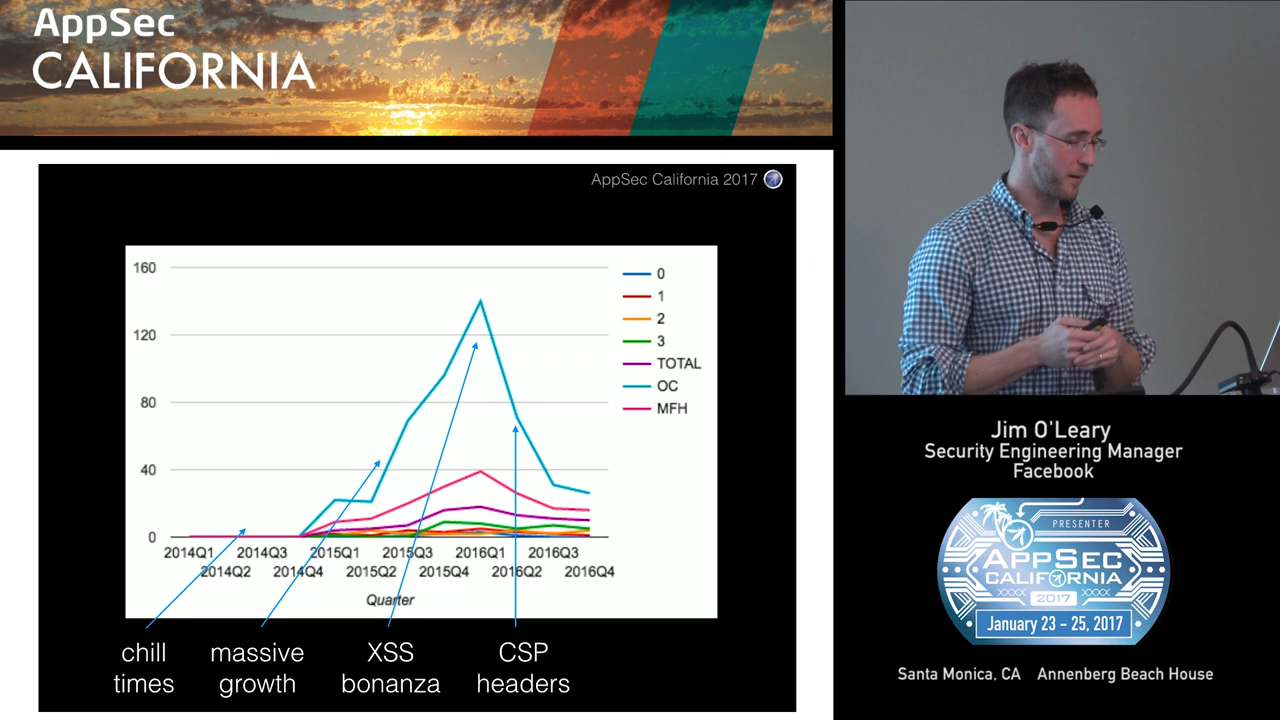 AppSec
CALIFORNIA
AppSec California 2017
160
120
80
40
0
0
1
2
3
TOTAL
OC
MFH
2014Q1 2014Q3 2015Q1 2015Q3 2016Q1 2016Q3
2014Q2 2014Q4 2015Q2 2015Q4 2016Q2 2016Q4
Quarter
chill
times
massive
growth
XSS
bonanza
CSP
headers
Jim O'Leary
Security Engineering Manager
Facebook
PRESENTER
APPSEC
CALIFORNIA
2017
January 23 - 25, 2017
Santa Monica, CA Annenberg Beach House